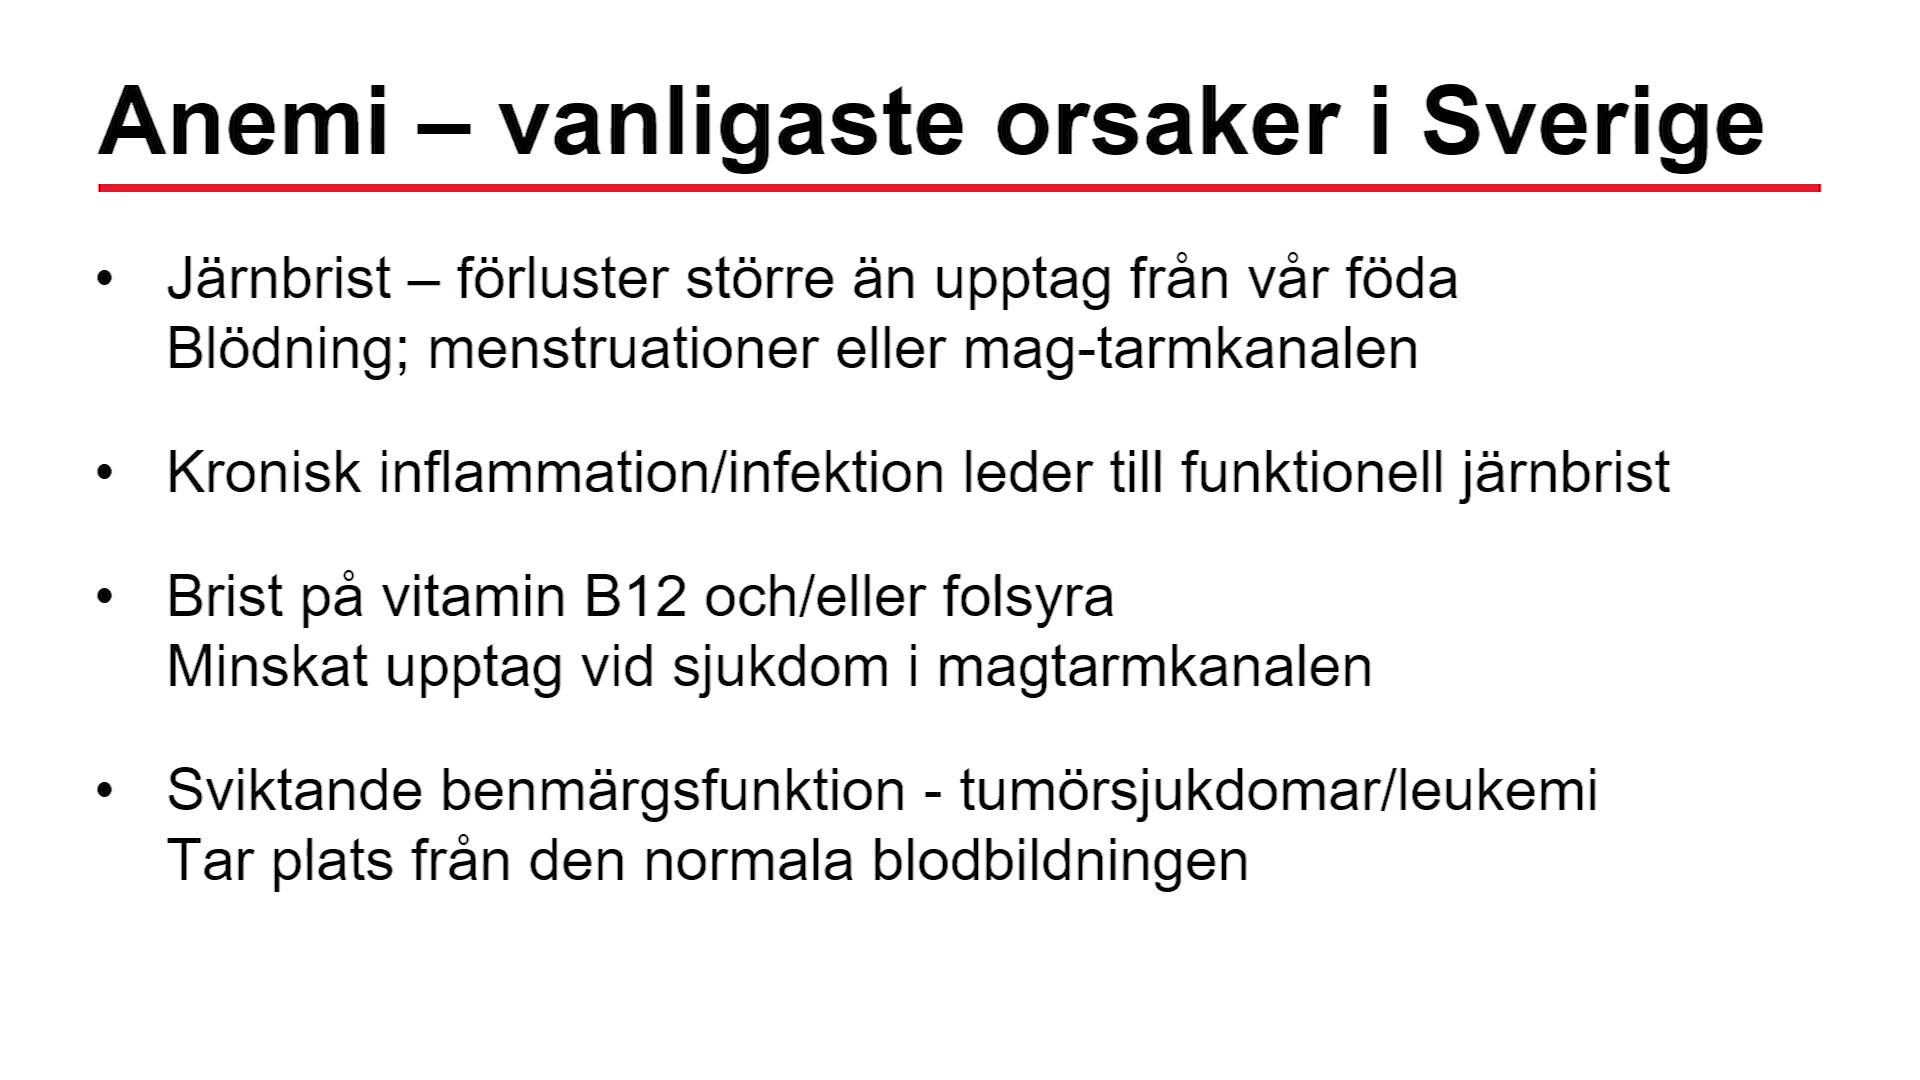 Anemi – vanligaste orsaker i Sverige
• Järnbrist – förluster större än upptag från vår föda
Blödning; menstruationer eller mag-tarmkanalen
• Kronisk inflammation/infektion leder till funktionell järnbrist
• Brist på vitamin B12 och/eller folsyra
Minskat upptag vid sjukdom i magtarmkanalen
• Sviktande benmärgsfunktion - tumörsjukdomar/leukemi
Tar plats från den normala blodbildningen